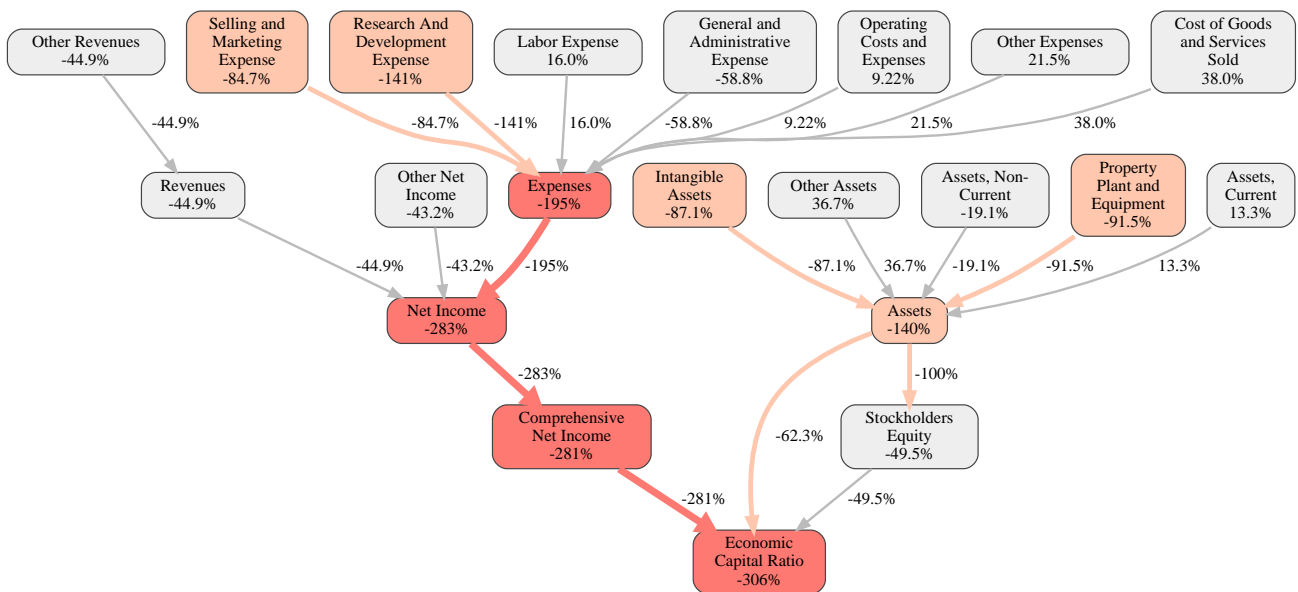 Other Revenues
-44.9%
Selling and
Marketing
Expense
-84.7%
Research And
Development
Expense
-141%
Labor Expense
16.0%
General and
Administrative
Expense
-58.8%
Operating
Costs and
Expenses
9.22%
Other Expenses
21.5%
Cost of Goods
and Services
Sold
38.0%
-44.9%
-84.7%
-141%
16.0%
-58.8%
9.22%
21.5%
38.0%
Revenues
-44.9%
Other Net
Income
-43.2%
Expenses
-195%
Intangible
Assets
-87.1%
Other Assets
36.7%
Assets, Non-
Current
-19.1%
Property
Plant and
Equipment
-91.5%
Assets,
Current
13.3%
-44.9%
-43.2%
-195%
-87.1%
36.7%
-19.1%
-91.5%
13.3%
Net Income
-283%
Assets
-140%
-283%
-100%
Comprehensive
Net Income
-281%
-62.3%
Stockholders
Equity
-49.5%
-281%
-49.5%
Economic
Capital Ratio
-306%